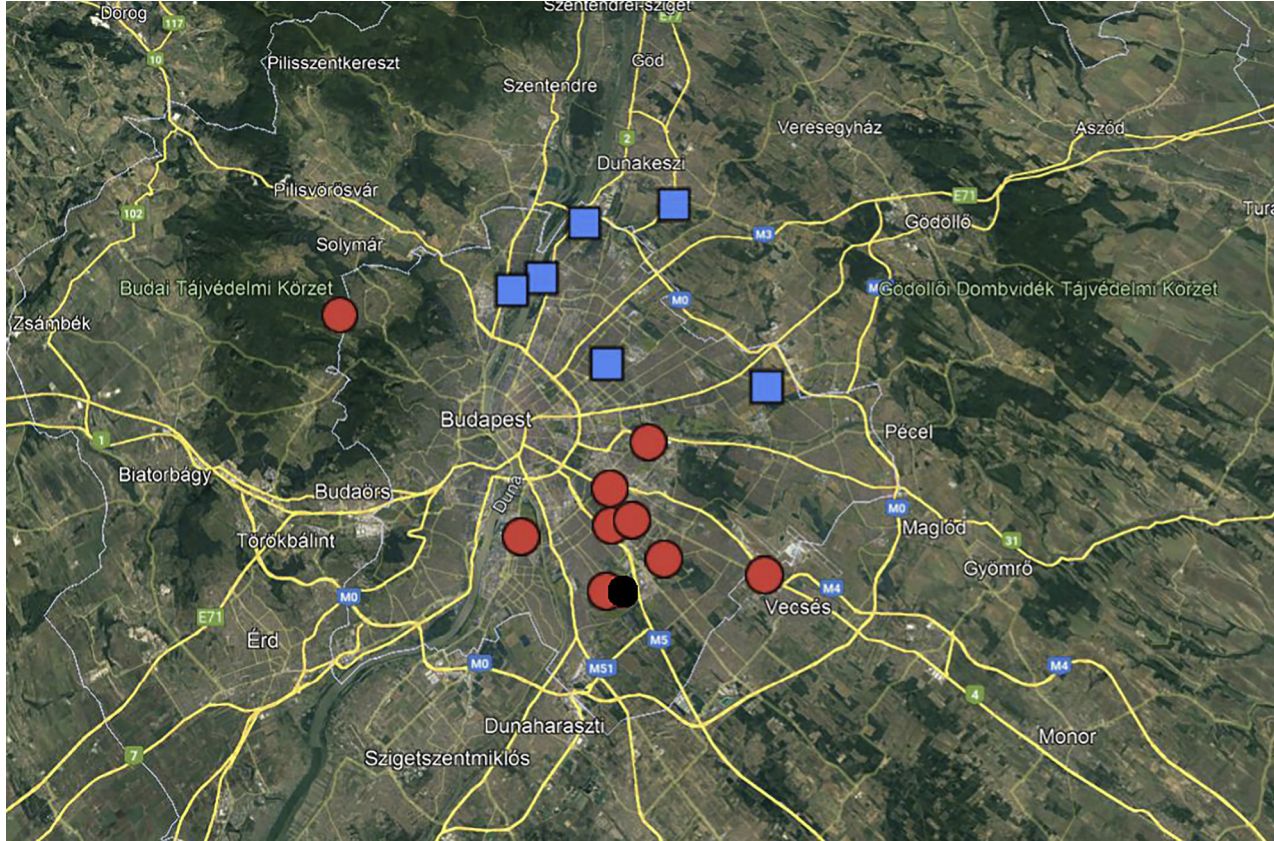 Szentendrei-sziget
Dorog
117
E77
10
Pilisszentkereszt
Göd
Szentendre
2
Veresegyház
Aszód
Dunakeszi
Pilisvörösvár
E71
102
Gödöllő
Solymár
M3
Budai Tájvédelmi Körzet
Gödöllői Dombvidék Tájvédelmi Körzet
M0
Zsámbék
Budapest
1
Pécel
Biatorbágy
Budaörs
Duna
M0
Maglód
Törökbálint
31
Gyömrő
M0
M4
E71
Vecsés
Érd
M5
M0
M51
M4
4
Dunaharaszti
Monor
7
Szigetszentmiklós